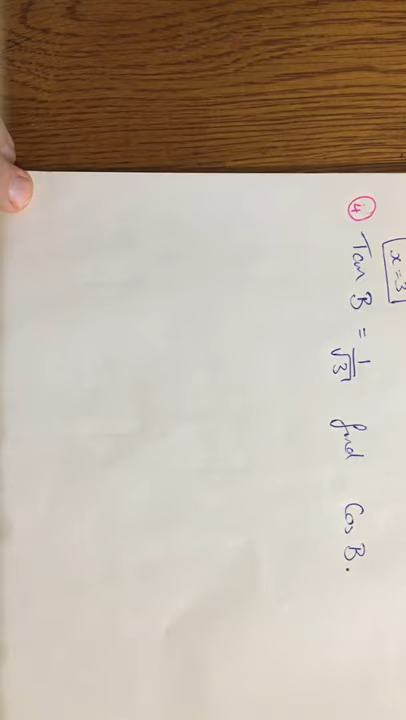 x = 3
④ Tan B = 1/√3 find Cos B.